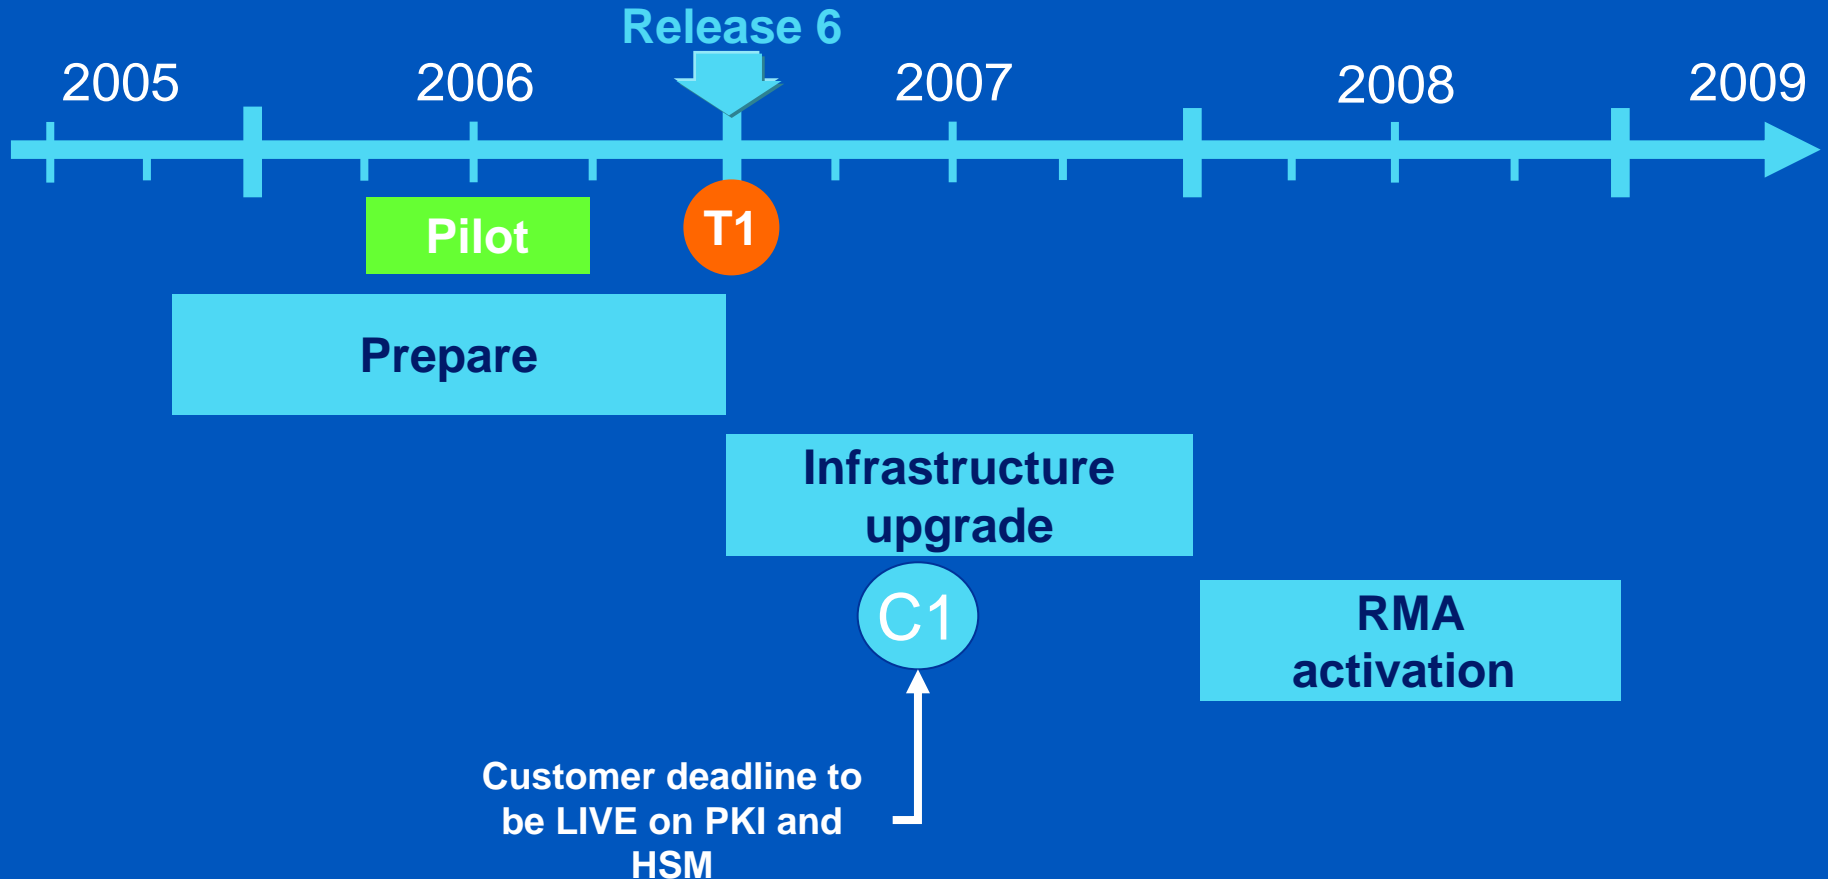 Release 6
2005
2006
2007
2008
2009
Pilot
T1
Prepare
Infrastructure
upgrade
C1
RMA
activation
Customer deadline to
be LIVE on PKI and
HSM